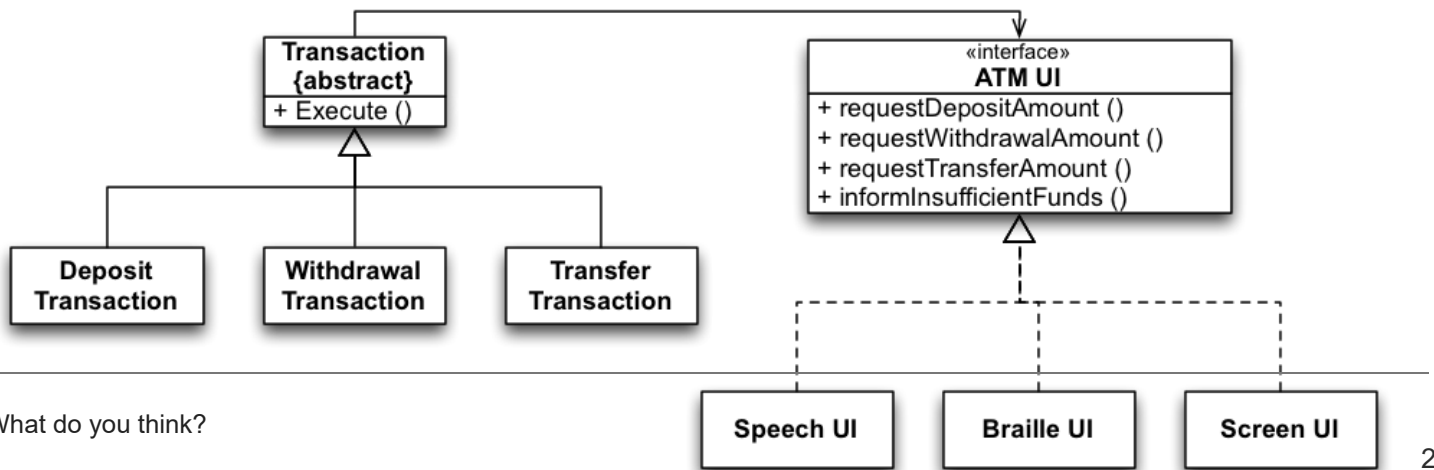 Transaction
{abstract}
+ Execute ()
«interface»
ATM UI
+ requestDepositAmount ()
+ requestWithdrawalAmount ()
+ requestTransferAmount ()
+ informInsufficientFunds ()
Deposit
Transaction
Withdrawal
Transaction
Transfer
Transaction
What do you think?
Speech UI
Braille UI
Screen UI
2